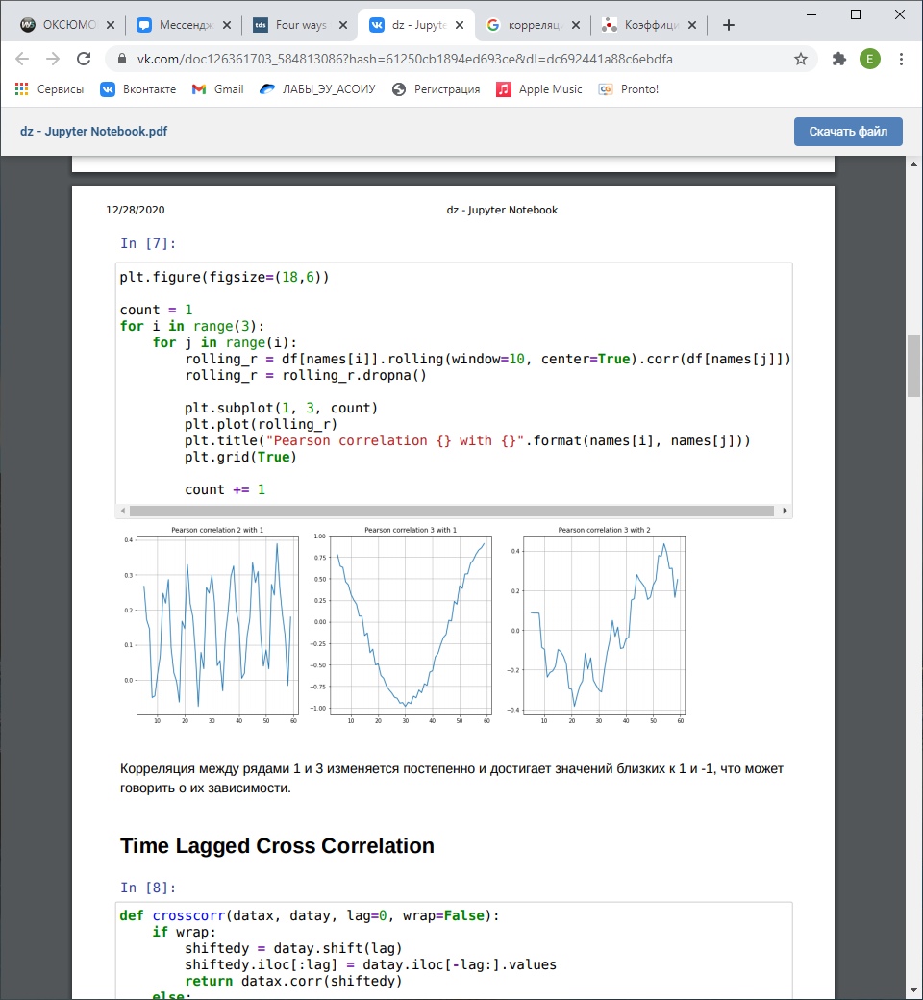 ОКСЮМО
Мессендж
tds Four ways
dz - Jupyte
корреляц
Коэффици
vk.com/doc126361703_584813086?hash=61250cb1894ed693ce&dl=dc692441a88c6ebdfa
E
Сервисы
Вконтакте
Gmail
ЛАБЫ_ЭУ_АСОИУ
Регистрация
Apple Music
CG Pronto!
dz - Jupyter Notebook.pdf
Скачать файл
12/28/2020 dz - Jupyter Notebook
In [7]:
plt.figure(figsize=(18,6))
count = 1
for i in range(3):
    for j in range(i):
        rolling_r = df[names[i]].rolling(window=10, center=True).corr(df[names[j]])
        rolling_r = rolling_r.dropna()
        plt.subplot(1, 3, count)
        plt.plot(rolling_r)
        plt.title("Pearson correlation {} with {}".format(names[i], names[j]))
        plt.grid(True)
        count += 1
Pearson correlation 2 with 1
0.4
0.3
0.2
0.1
0.0
10 20 30 40 50 60
Pearson correlation 3 with 1
1.00
0.75
0.50
0.25
0.00
−0.25
−0.50
−0.75
−1.00
10 20 30 40 50 60
Pearson correlation 3 with 2
0.4
0.2
0.0
−0.2
−0.4
10 20 30 40 50 60
Корреляция между рядами 1 и 3 изменяется постепенно и достигает значений близких к 1 и -1, что может
говорить о их зависимости.
Time Lagged Cross Correlation
In [8]:
def crosscorr(datax, datay, lag=0, wrap=False):
    if wrap:
        shiftedy = datay.shift(lag)
        shiftedy.iloc[:lag] = datay.iloc[-lag:].values
        return datax.corr(shiftedy)
    else: